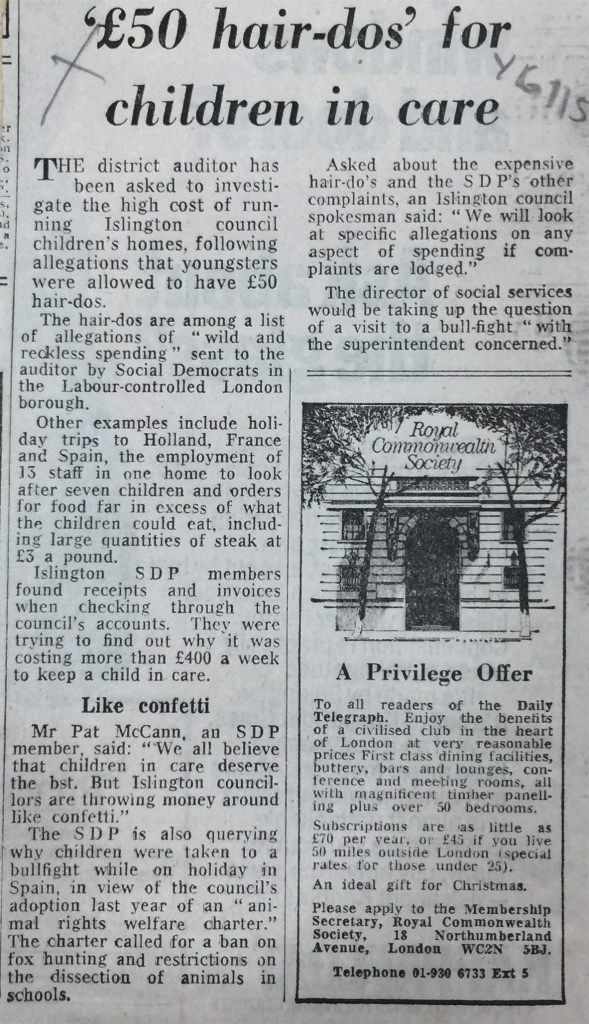 ‘£50 hair-dos’ for
children in care
THE district auditor has
been asked to investi-
gate the high cost of run-
ning Islington council
children's homes, following
allegations that youngsters
were allowed to have £50
hair-dos.
The hair-dos are among a list
of allegations of “wild and
reckless spending” sent to the
auditor by Social Democrats in
the Labour-controlled London
borough.
Other examples include holi-
day trips to Holland, France
and Spain, the employment of
13 staff in one home to look
after seven children and orders
for food far in excess of what
the children could eat, includ-
ing large quantities of steak at
£3 a pound.
Islington SDP members
found receipts and invoices
when checking through the
council's accounts. They were
trying to find out why it was
costing more than £400 a week
to keep a child in care.
Like confetti
Mr Pat McCann, an SDP
member, said: “We all believe
that children in care deserve
the bst. But Islington council-
lors are throwing money around
like confetti.”
The SDP is also querying
why children were taken to a
bullfight while on holiday in
Spain, in view of the council's
adoption last year of an “ani-
mal rights welfare charter.”
The charter called for a ban on
fox hunting and restrictions on
the dissection of animals in
schools.
Asked about the expensive
hair-do's and the SDP's other
complaints, an Islington council
spokesman said: “We will look
at specific allegations on any
aspect of spending if com-
plaints are lodged.”
The director of social services
would be taking up the question
of a visit to a bull-fight “with
the superintendent concerned.”
Royal
Commonwealth
Society
A Privilege Offer
To all readers of the Daily
Telegraph. Enjoy the benefits
of a civilised club in the heart
of London at very reasonable
prices First class dining facilities,
buttery, bars and lounges, con-
ference and meeting rooms, all
with magnificent timber panell-
ing plus over 50 bedrooms.
Subscriptions are as little as
£70 per year, or £45 if you live
50 miles outside London (special
rates for those under 25).
An ideal gift for Christmas.
Please apply to the Membership
Secretary, Royal Commonwealth
Society, 18 Northumberland
Avenue, London WC2N 5BJ.
Telephone 01-930 6733 Ext 5